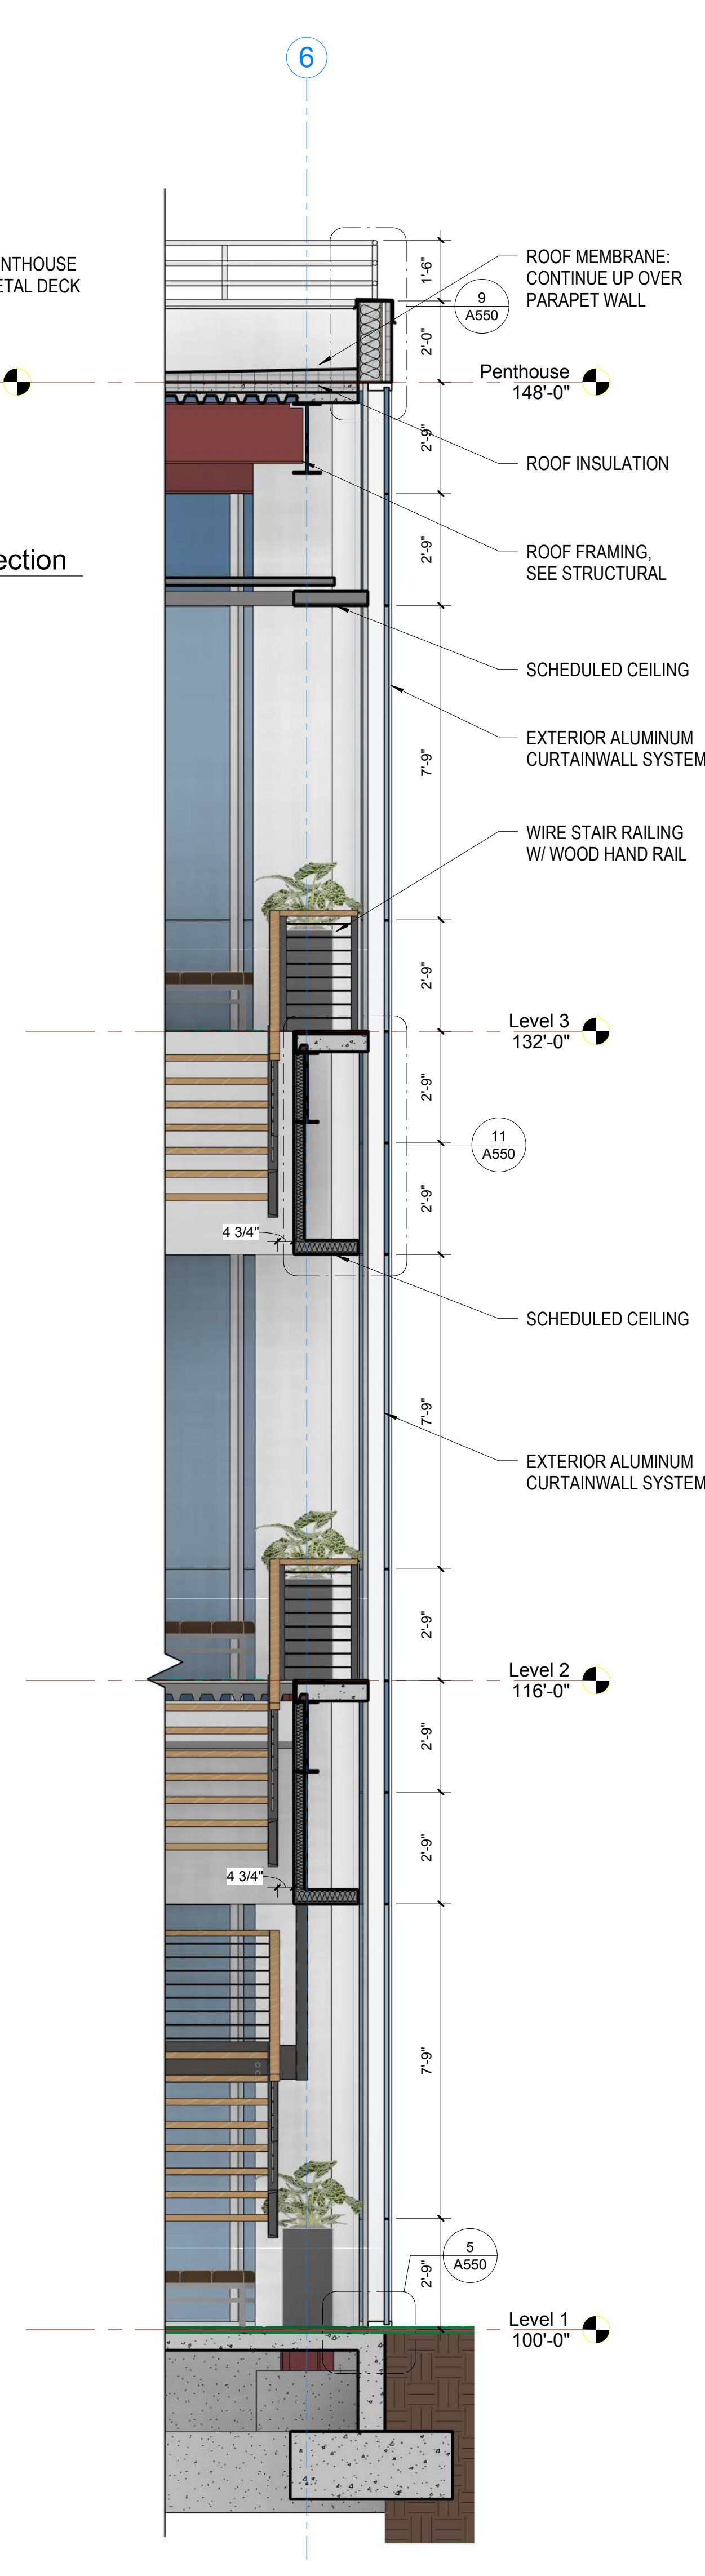 6
NTHOUSE
ETAL DECK
ection
1'-6"
ROOF MEMBRANE:
CONTINUE UP OVER
PARAPET WALL
9
A550
2'-0"
Penthouse
148'-0"
2'-9"
ROOF INSULATION
2'-9"
ROOF FRAMING,
SEE STRUCTURAL
SCHEDULED CEILING
EXTERIOR ALUMINUM
CURTAINWALL SYSTEM
7'-9"
WIRE STAIR RAILING
W/ WOOD HAND RAIL
2'-9"
Level 3
132'-0"
2'-9"
11
A550
2'-9"
4 3/4"
SCHEDULED CEILING
7'-9"
EXTERIOR ALUMINUM
CURTAINWALL SYSTEM
2'-9"
Level 2
116'-0"
2'-9"
2'-9"
4 3/4"
7'-9"
5
A550
2'-9"
Level 1
100'-0"